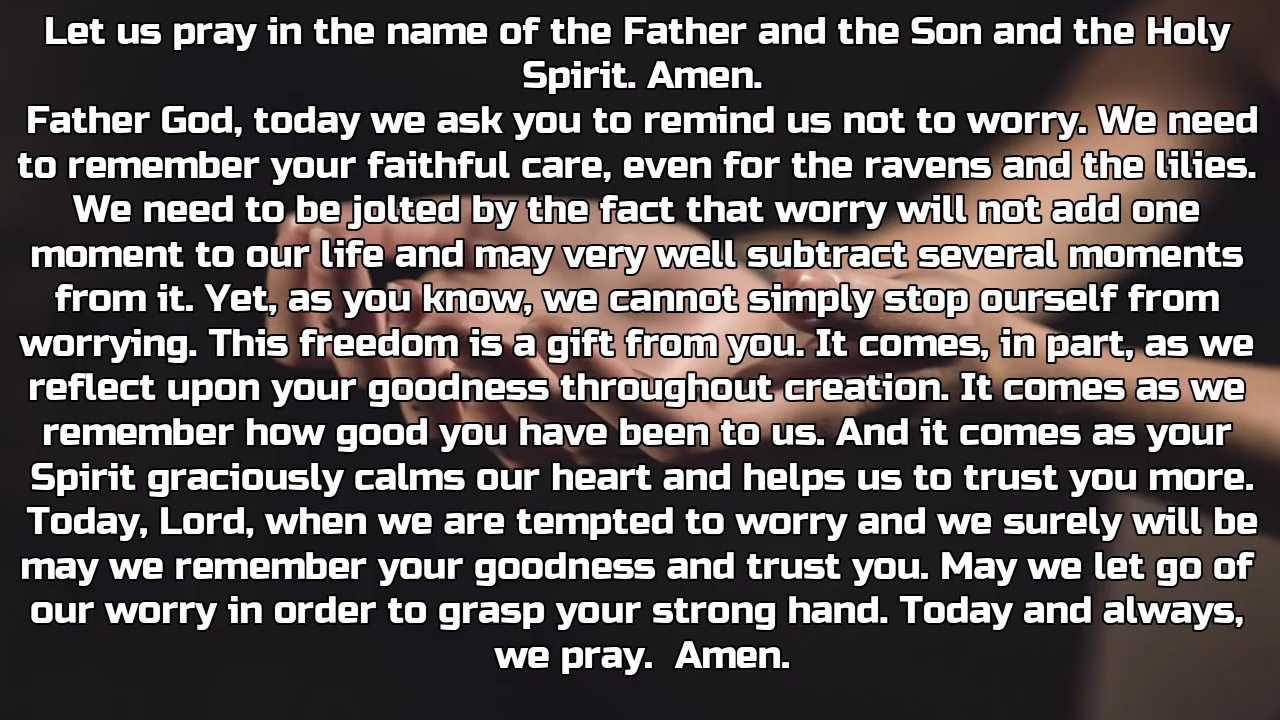 Let us pray in the name of the Father and the Son and the Holy
Spirit. Amen.
Father God, today we ask you to remind us not to worry. We need
to remember your faithful care, even for the ravens and the lilies.
We need to be jolted by the fact that worry will not add one
moment to our life and may very well subtract several moments
from it. Yet, as you know, we cannot simply stop ourself from
worrying. This freedom is a gift from you. It comes, in part, as we
reflect upon your goodness throughout creation. It comes as we
remember how good you have been to us. And it comes as your
Spirit graciously calms our heart and helps us to trust you more.
Today, Lord, when we are tempted to worry and we surely will be
may we remember your goodness and trust you. May we let go of
our worry in order to grasp your strong hand. Today and always,
we pray.  Amen.